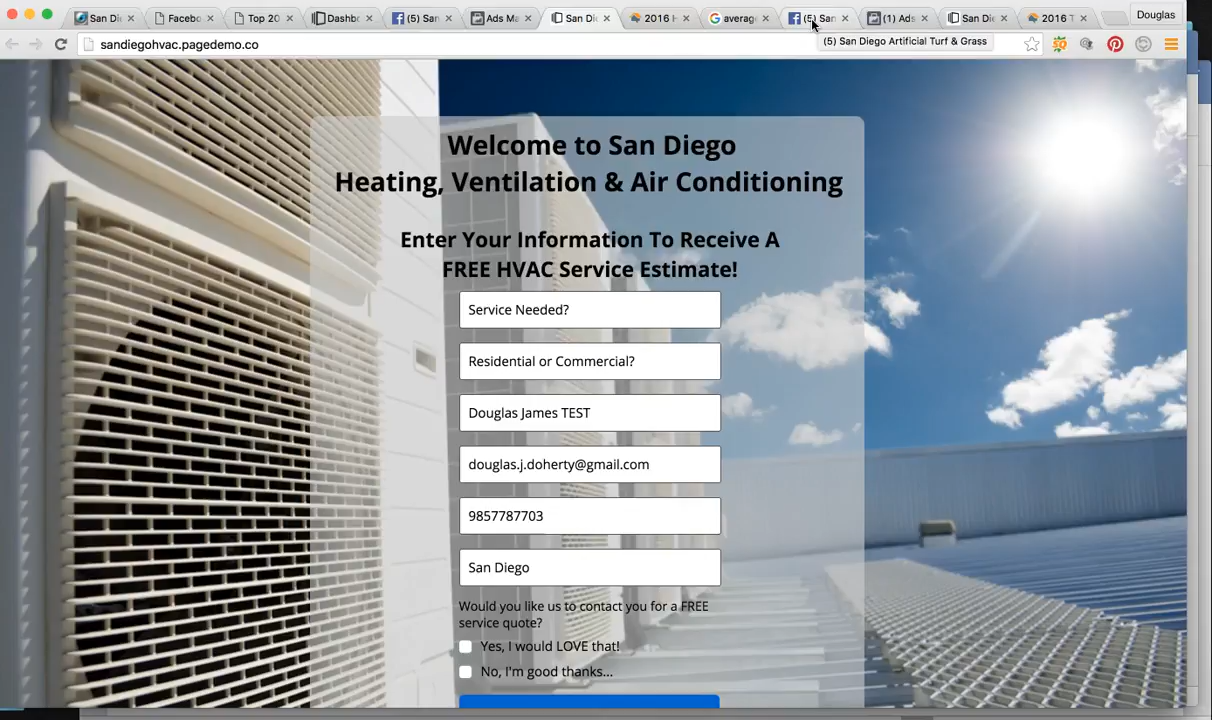 San Di
Facebo
Top 20
Dashbo
(5) San
Ads Ma
San Die
2016 H
average
(5) San
(1) Ads
San Die
2016 T
Douglas
sandiegohvac.pagedemo.co
(5) San Diego Artificial Turf & Grass
Welcome to San Diego
Heating, Ventilation & Air Conditioning
Enter Your Information To Receive A
FREE HVAC Service Estimate!
Service Needed?
Residential or Commercial?
Douglas James TEST
douglas.j.doherty@gmail.com
9857787703
San Diego
Would you like us to contact you for a FREE
service quote?
Yes, I would LOVE that!
No, I'm good thanks...